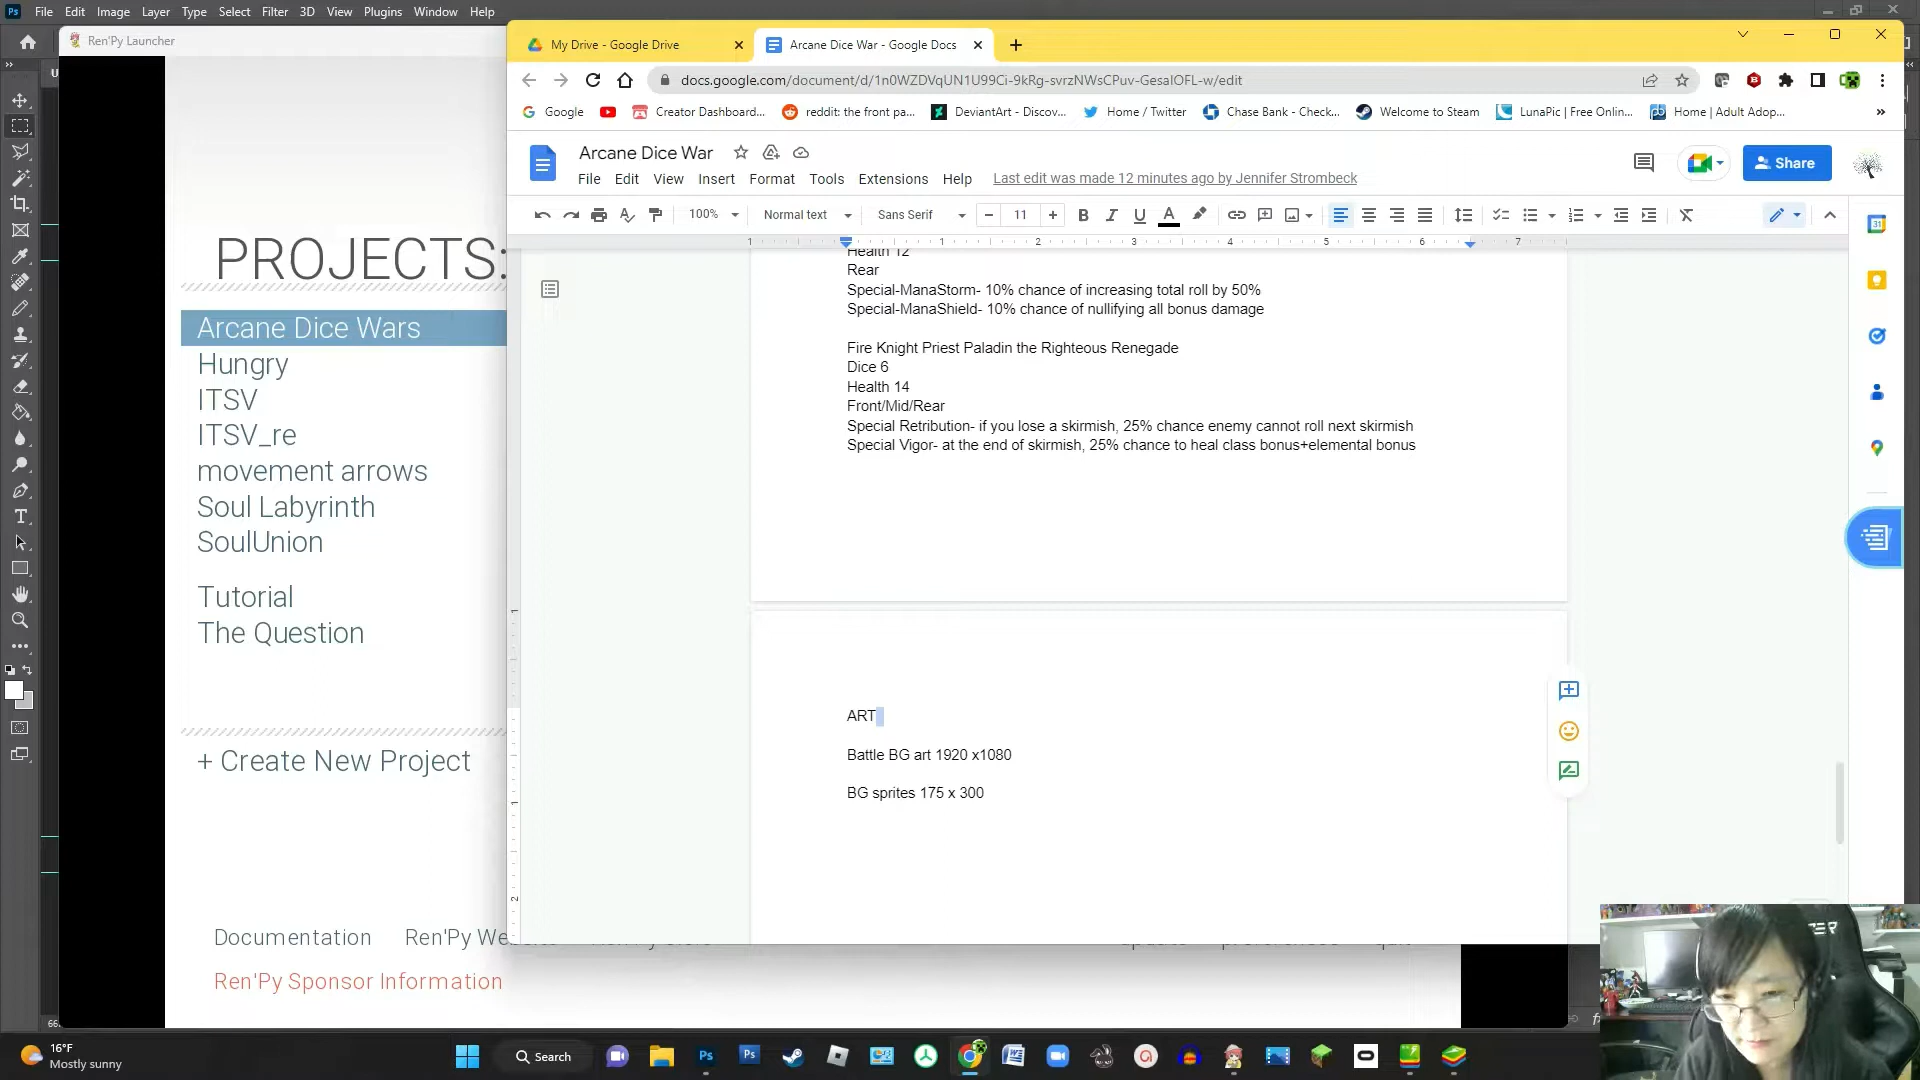 File Edit Image Layer Type Select Filter 3D View Plugins Window Help
Ren'Py Launcher
PROJECTS:
Arcane Dice Wars
Hungry
ITSV
ITSV_re
movement arrows
Soul Labyrinth
SoulUnion
Tutorial
The Question
+ Create New Project
Documentation
Ren'Py Sponsor Information
My Drive - Google Drive
Arcane Dice War - Google Docs
docs.google.com/document/d/1n0WZDVqUN1U99Ci-9kRg-svrzNWsCPuv-GesaIOFL-w/edit
Google
Creator Dashboard...
reddit: the front pa...
DeviantArt - Discov...
Home / Twitter
Chase Bank - Check...
Welcome to Steam
LunaPic | Free Onlin...
Home | Adult Adop...
Arcane Dice War
File Edit View Insert Format Tools Extensions Help
Last edit was made 12 minutes ago by Jennifer Strombeck
Share
100% Normal text Sans Serif 11
1 1 2 3 4 5 6 7
Health 12
Rear
Special-ManaStorm- 10% chance of increasing total roll by 50%
Special-ManaShield- 10% chance of nullifying all bonus damage
Fire Knight Priest Paladin the Righteous Renegade
Dice 6
Health 14
Front/Mid/Rear
Special Retribution- if you lose a skirmish, 25% chance enemy cannot roll next skirmish
Special Vigor- at the end of skirmish, 25% chance to heal class bonus+elemental bonus
ART
Battle BG art 1920 x1080
BG sprites 175 x 300
16°F
Mostly sunny
Search